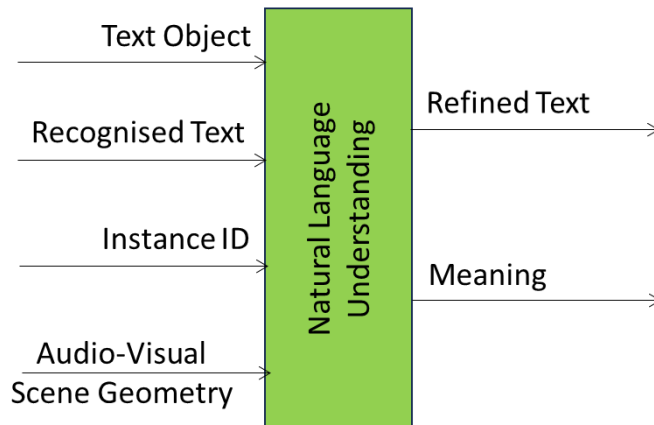 Text Object
Recognised Text
Instance ID
Audio-Visual
Scene Geometry
Natural Language
Understanding
Refined Text
Meaning